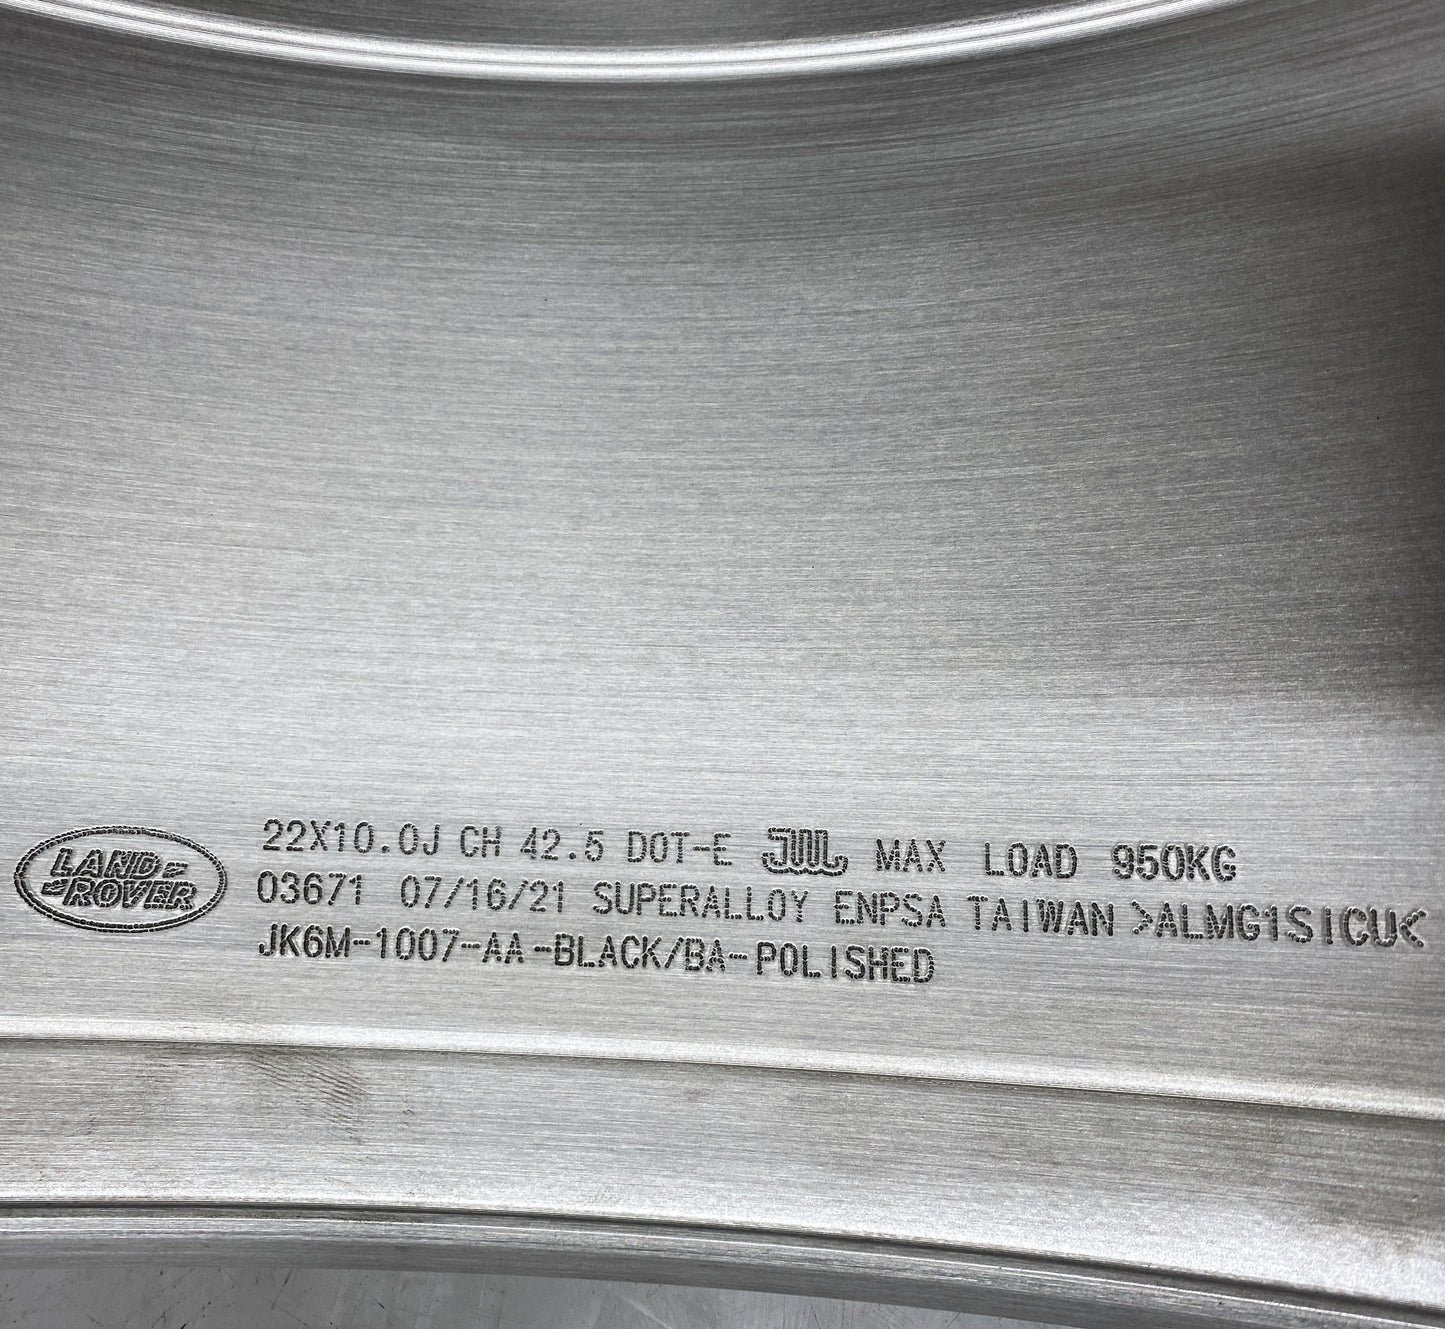 LAND
ROVER
22X10.0J CH 42.5 DOT-E JWL MAX LOAD 950KG
03671 07/16/21 SUPERALLOY ENPSA TAIWAN >ALMG1SICU<
JK6M-1007-AA-BLACK/BA-POLISHED